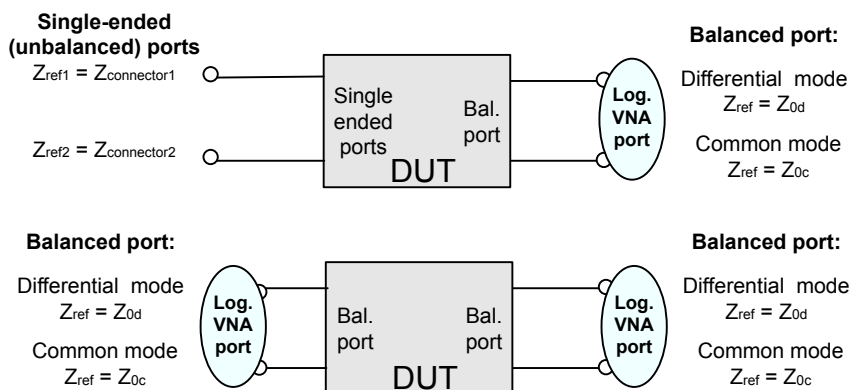 Single-ended
(unbalanced) ports
Zref1 = Zconnector1
Zref2 = Zconnector2
Single
ended
ports
Bal.
port
DUT
Log.
VNA
port
Balanced port:
Differential mode
Zref = Z0d
Common mode
Zref = Z0c
Balanced port:
Differential mode
Zref = Z0d
Common mode
Zref = Z0c
Log.
VNA
port
Bal.
port
Bal.
port
DUT
Log.
VNA
port
Balanced port:
Differential mode
Zref = Z0d
Common mode
Zref = Z0c